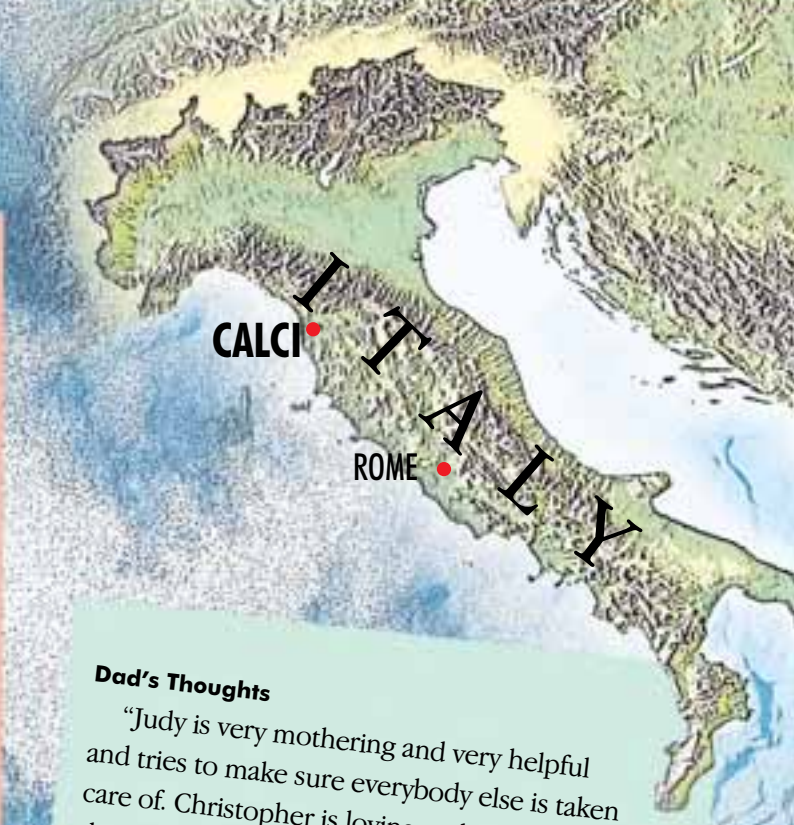 ITALY
CALCI
ROME
Dad's Thoughts
“Judy is very mothering and very helpful
and tries to make sure everybody else is taken
care of. Christopher is loving